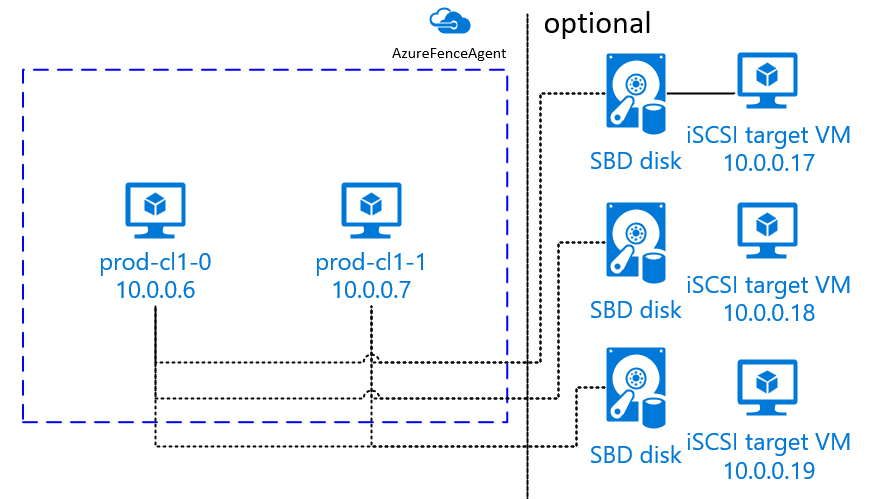 AzureFenceAgent
optional
prod-cl1-0
10.0.0.6
prod-cl1-1
10.0.0.7
SBD disk
iSCSI target VM
10.0.0.17
SBD disk
iSCSI target VM
10.0.0.18
SBD disk
iSCSI target VM
10.0.0.19